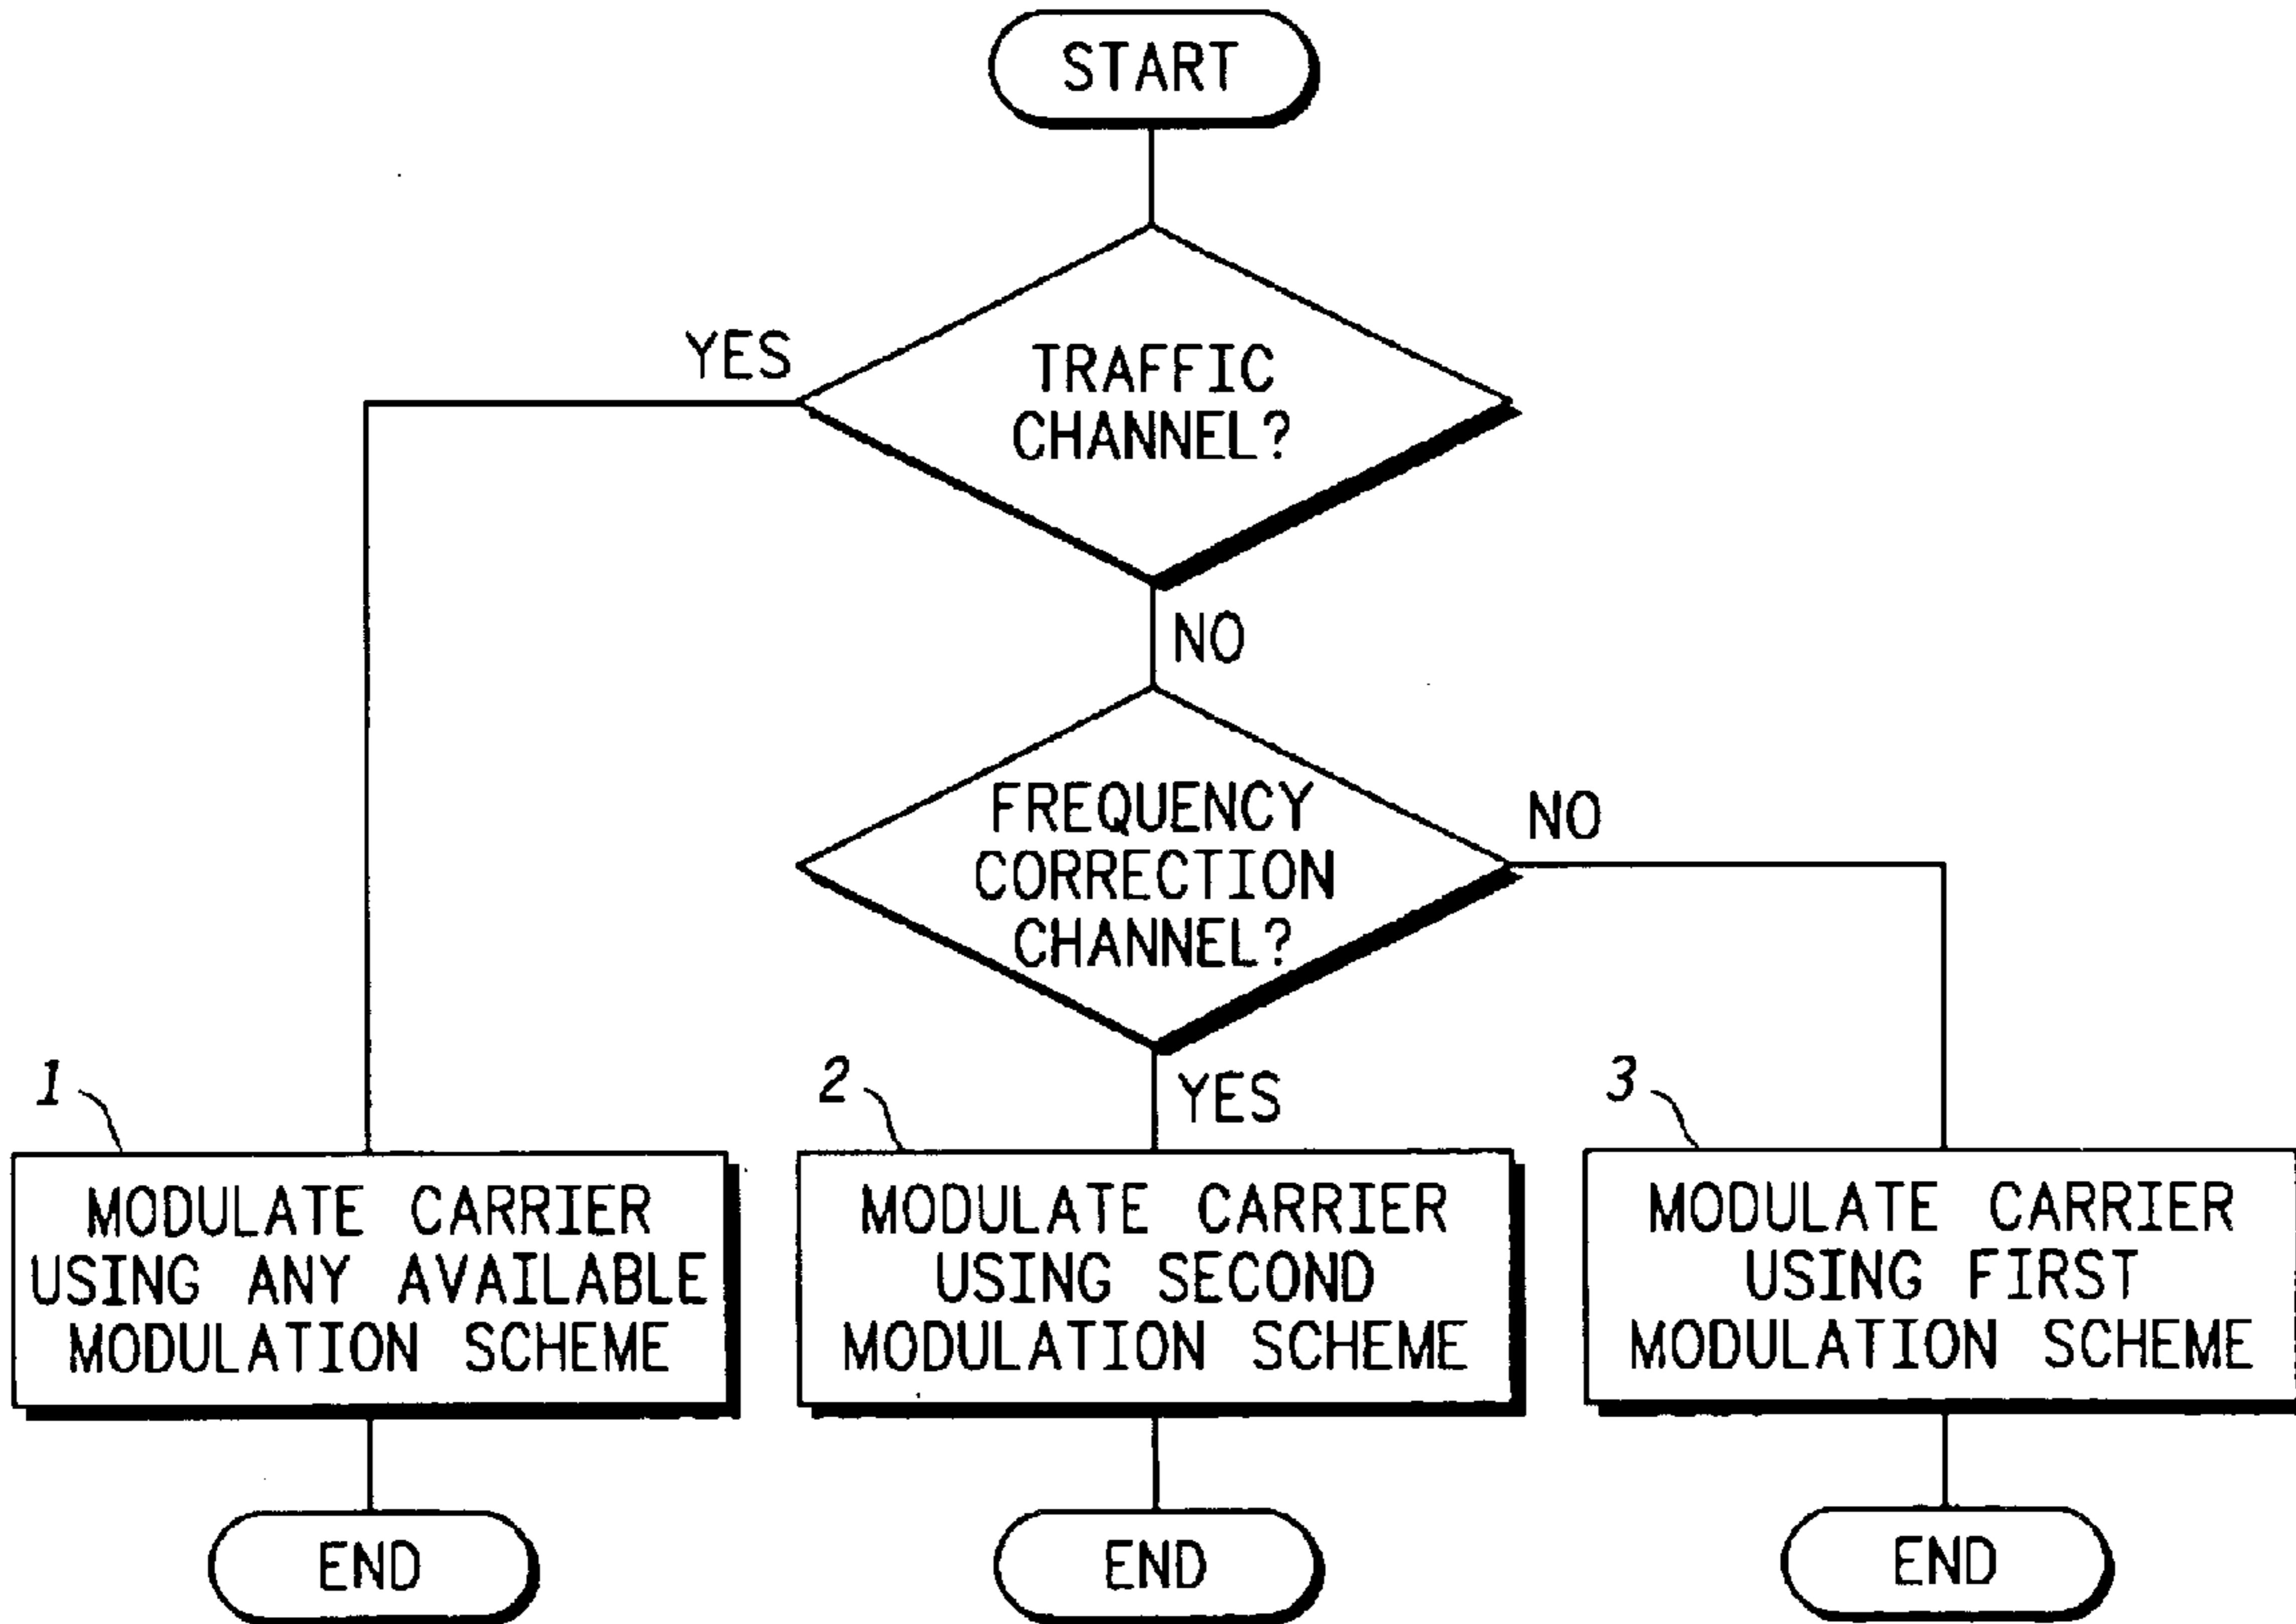 START
YES
TRAFFIC
CHANNEL?
NO
FREQUENCY
CORRECTION
CHANNEL?
NO
YES
1
MODULATE CARRIER
USING ANY AVAILABLE
MODULATION SCHEME
2
MODULATE CARRIER
USING SECOND
MODULATION SCHEME
3
MODULATE CARRIER
USING FIRST
MODULATION SCHEME
END
END
END